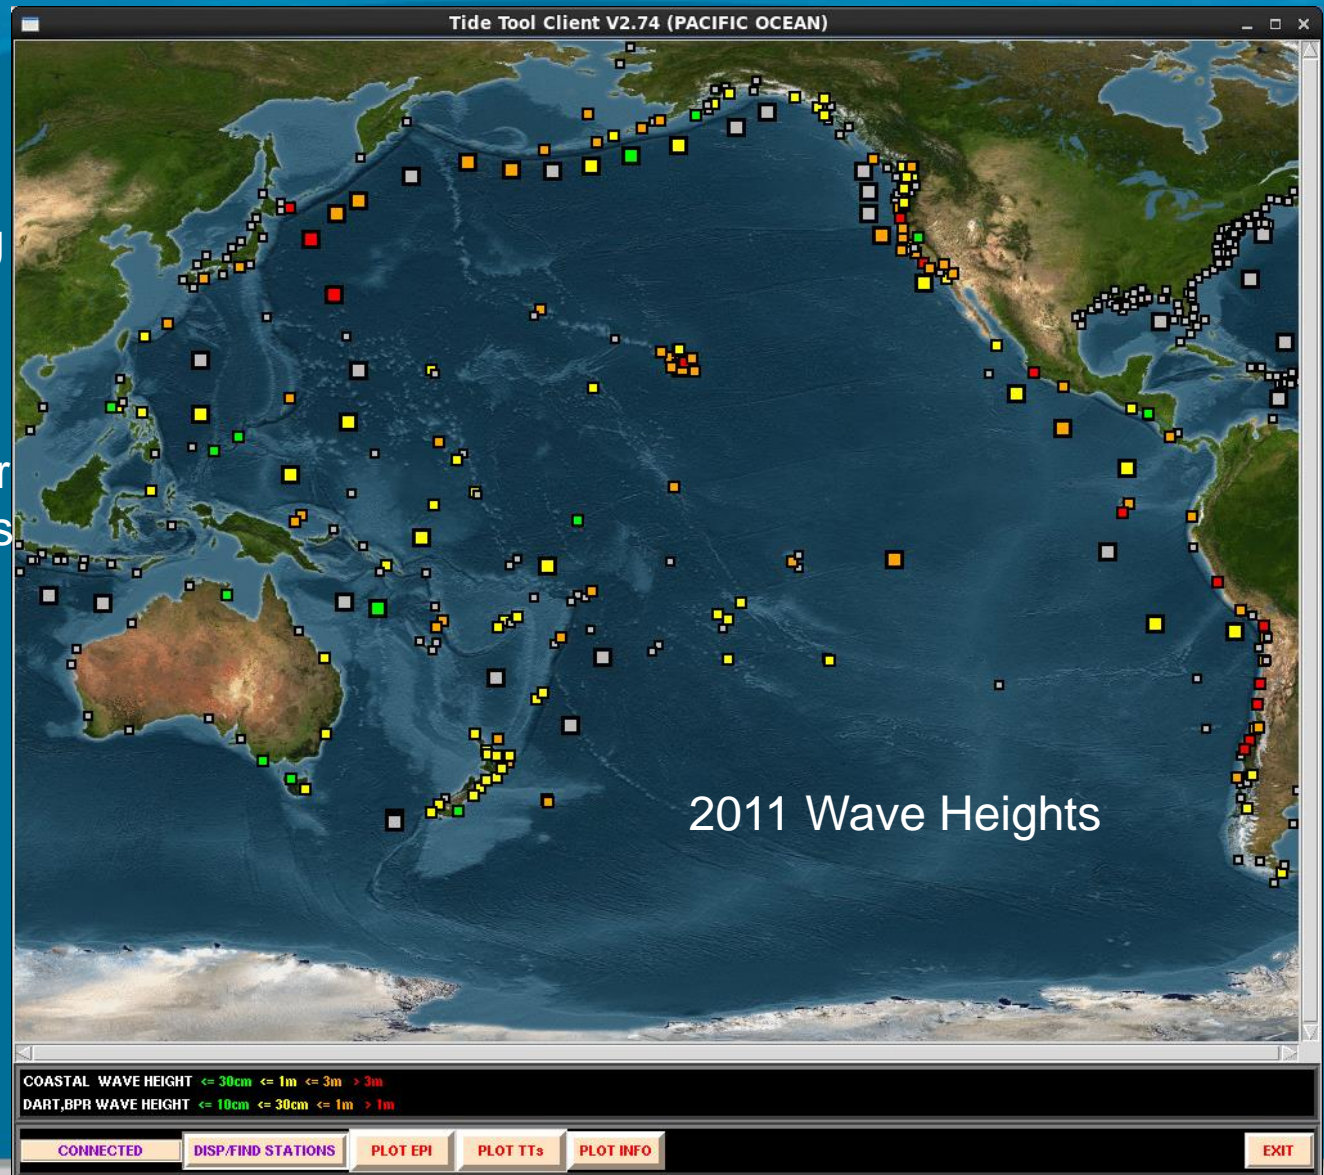 Tide Tool Client V2.74 (PACIFIC OCEAN)
2011 Wave Heights
COASTAL WAVE HEIGHT <= 30cm <= 1m <= 3m > 3m
DART,BPR WAVE HEIGHT <= 10cm <= 30cm <= 1m > 1m
CONNECTED DISP/FIND STATIONS PLOT EPI PLOT TTs PLOT INFO EXIT